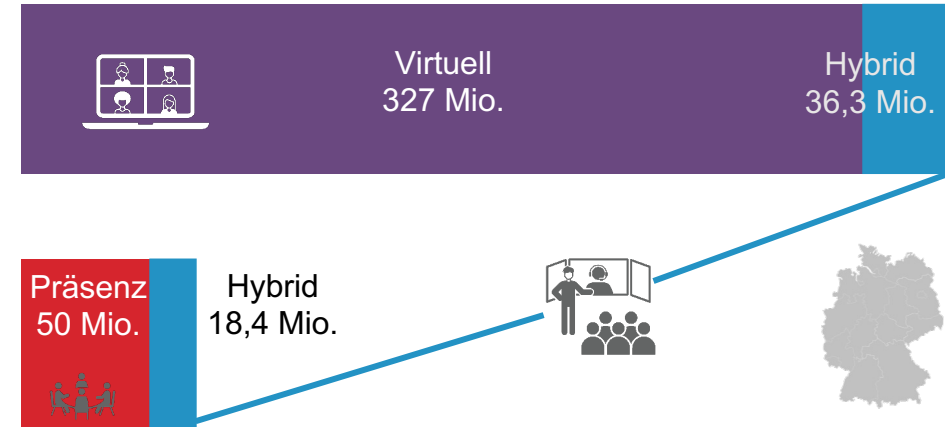 Virtuell
327 Mio.
Hybrid
36,3 Mio.
Präsenz
50 Mio.
Hybrid
18,4 Mio.